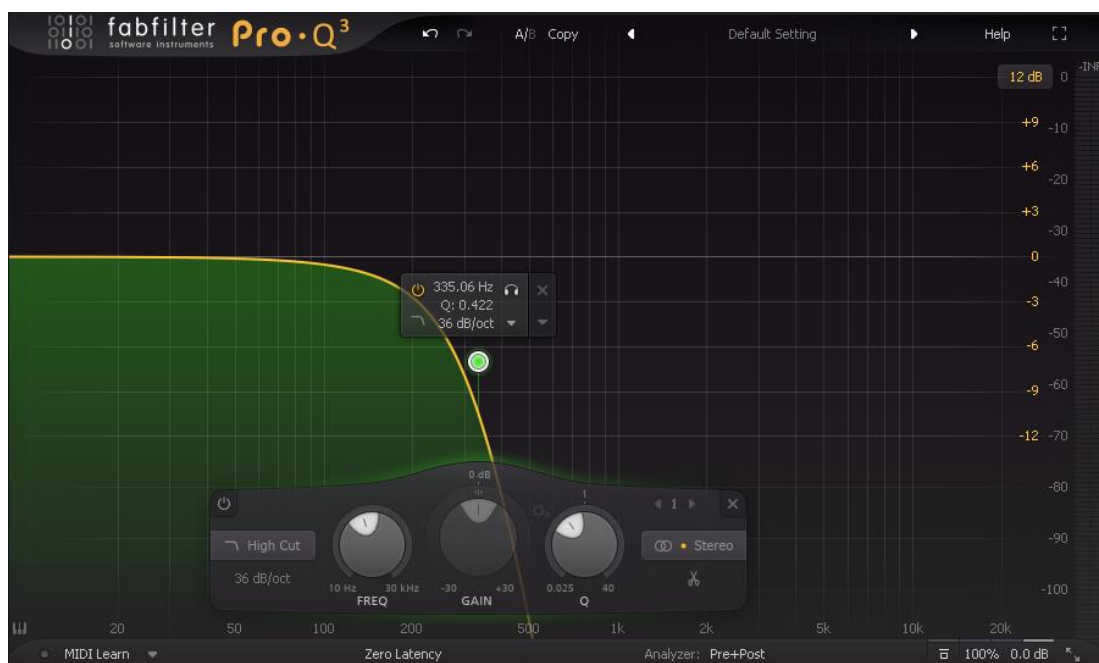 fabfilter Pro·Q³
software instruments
A/B Copy Default Setting Help
-INF
12 dB 0
+9 -10
+6 -20
+3 -30
0 -40
-3 -50
-6 -60
-9
-12 -70
-80
-90
-100
335.06 Hz
Q: 0.422
36 dB/oct
0 dB
1
High Cut Stereo
36 dB/oct
10 Hz 30 kHz -30 +30 0.025 40
FREQ GAIN Q
20 50 100 200 500 1k 2k 5k 10k 20k
MIDI Learn Zero Latency Analyzer: Pre+Post 100% 0.0 dB